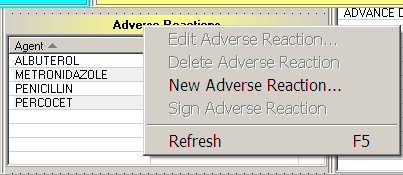 Adverse Reactions
ADVANCE D
Agent
ALBUTEROL
METRONIDAZOLE
PENICILLIN
PERCOCET
Edit Adverse Reaction...
Delete Adverse Reaction
New Adverse Reaction...
Sign Adverse Reaction
Refresh F5